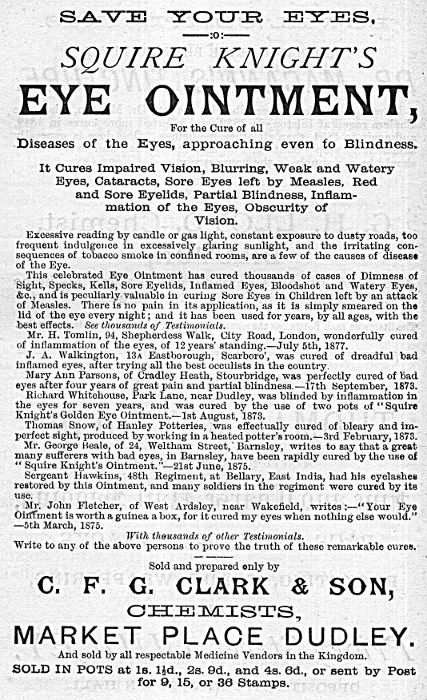 SAVE YOUR EYES.
:o:
SQUIRE KNIGHT'S
EYE OINTMENT,
For the Cure of all
Diseases of the Eyes, approaching even to Blindness.
It Cures Impaired Vision, Blurring, Weak and Watery
Eyes, Cataracts, Sore Eyes left by Measles, Red
and Sore Eyelids, Partial Blindness, Inflam-
mation of the Eyes, Obscurity of
Vision.
Excessive reading by candle or gas light, constant exposure to dusty roads, too
frequent indulgence in excessively glaring sunlight, and the irritating con-
sequences of tobacco smoke in confined rooms, are a few of the causes of disease
of the Eye.
This celebrated Eye Ointment has cured thousands of cases of Dimness of
Sight, Specks, Kells, Sore Eyelids, Inflamed Eyes, Bloodshot and Watery Eyes,
&c., and is peculiarly valuable in curing Sore Eyes in Children left by an attack
of Measles. There is no pain in its application, as it is simply smeared on the
lid of the eye every night; and it has been used for years, by all ages, with the
best effects. See thousands of Testimonials.
Mr. H. Tomlin, 94, Shepherdess Walk, City Road, London, wonderfully cured
of inflammation of the eyes, of 12 years' standing.—July 5th, 1877.
J. A. Walkington, 13A Eastborough, Scarboro', was cured of dreadful bad
inflamed eyes, after trying all the best occulists in the country.
Mary Ann Parsons, of Cradley Heath, Stourbridge, was perfectly cured of bad
eyes after four years of great pain and partial blindness.—17th September, 1873.
Richard Whitehouse, Park Lane, near Dudley, was blinded by inflammation in
the eyes for seven years, and was cured by the use of two pots of "Squire
Knight's Golden Eye Ointment.—1st August, 1873.
Thomas Snow, of Hanley Potteries, was effectually cured of bleary and im-
perfect sight, produced by working in a heated potter's room.—3rd February, 1873.
Mr. George Beale, of 24, Weltham Street, Barnsley, writes to say that a great
many sufferers with bad eyes, in Barnsley, have been rapidly cured by the use of
"Squire Knight's Ointment."—21st June, 1875.
Sergeant Hawkins, 48th Regiment, at Bellary, East India, had his eyelashes
restored by this Ointment, and many soldiers in the regiment were cured by its
use.
Mr. John Fletcher, of West Ardsley, near Wakefield, writes:—"Your Eye
Ointment is worth a guinea a box, for it cured my eyes when nothing else would."
—5th March, 1875.
With thousands of other Testimonials.
Write to any of the above persons to prove the truth of these remarkable cures.
Sold and prepared only by
C. F. G. CLARK & SON,
CHEMISTS,
MARKET PLACE DUDLEY.
And sold by all respectable Medicine Vendors in the Kingdom.
SOLD IN POTS at 1s. 1½d., 2s. 9d., and 4s. 6d., or sent by Post
for 9, 15, or 36 Stamps.